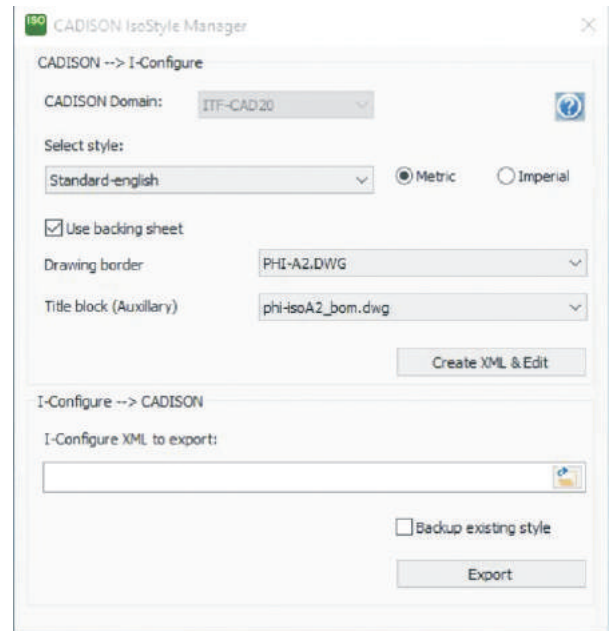 ISO CADISON IsoStyle Manager
CADISON --> I-Configure
CADISON Domain: ITF-CAD20
Select style:
Standard-english Metric Imperial
Use backing sheet
Drawing border PHI-A2.DWG
Title block (Auxillary) phi-isoA2_bom.dwg
Create XML & Edit
I-Configure --> CADISON
I-Configure XML to export:
Backup existing style
Export